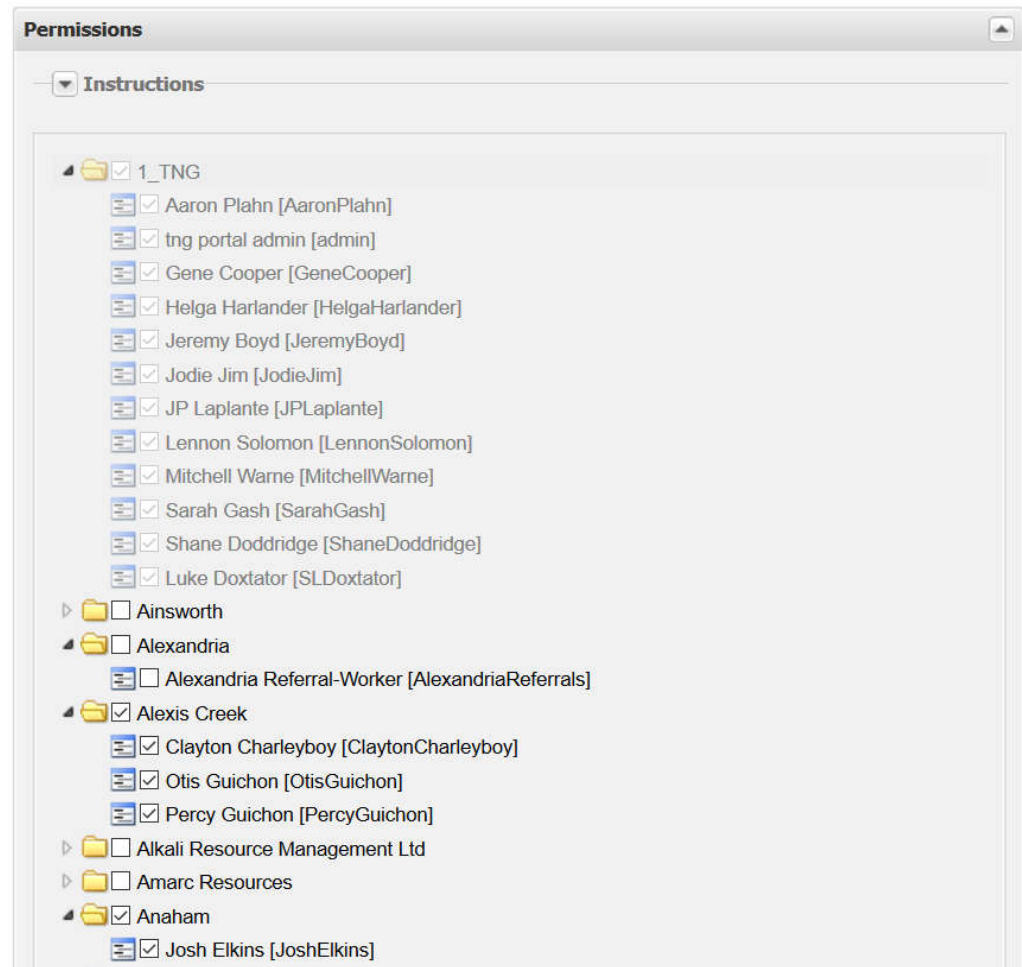 Permissions
Instructions
1_TNG
Aaron Plahn [AaronPlahn]
tng portal admin [admin]
Gene Cooper [GeneCooper]
Helga Harlander [HelgaHarlander]
Jeremy Boyd [JeremyBoyd]
Jodie Jim [JodieJim]
JP Laplante [JPLaplante]
Lennon Solomon [LennonSolomon]
Mitchell Warne [MitchellWarne]
Sarah Gash [SarahGash]
Shane Doddridge [ShaneDoddridge]
Luke Doxtator [SLDoxtator]
Ainsworth
Alexandria
Alexandria Referral-Worker [AlexandriaReferrals]
Alexis Creek
Clayton Charleyboy [ClaytonCharleyboy]
Otis Guichon [OtisGuichon]
Percy Guichon [PercyGuichon]
Alkali Resource Management Ltd
Amarc Resources
Anaham
Josh Elkins [JoshElkins]